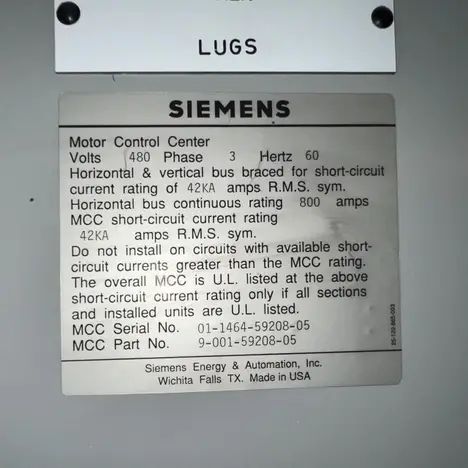 LUGS
SIEMENS
Motor Control Center
Volts 480 Phase 3 Hertz 60
Horizontal & vertical bus braced for short-circuit
current rating of 42KA amps R.M.S. sym.
Horizontal bus continuous rating 800 amps
MCC short-circuit current rating
42KA amps R.M.S. sym.
Do not install on circuits with available short-
circuit currents greater than the MCC rating.
The overall MCC is U.L. listed at the above
short-circuit current rating only if all sections
and installed units are U.L. listed.
MCC Serial No. 01-1464-59208-05
MCC Part No. 9-001-59208-05
Siemens Energy & Automation, Inc.
Wichita Falls TX. Made in USA